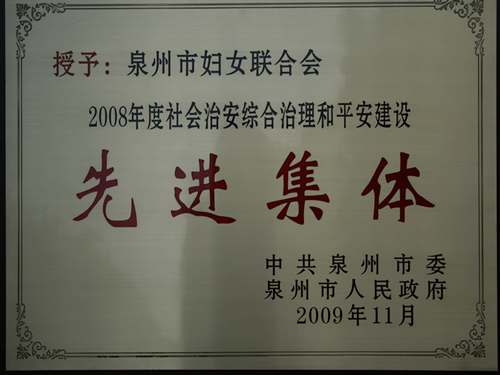 授予：泉州市妇女联合会
2008年度社会治安综合治理和平安建设
先进集体
中共泉州市委
泉州市人民政府
2009年11月